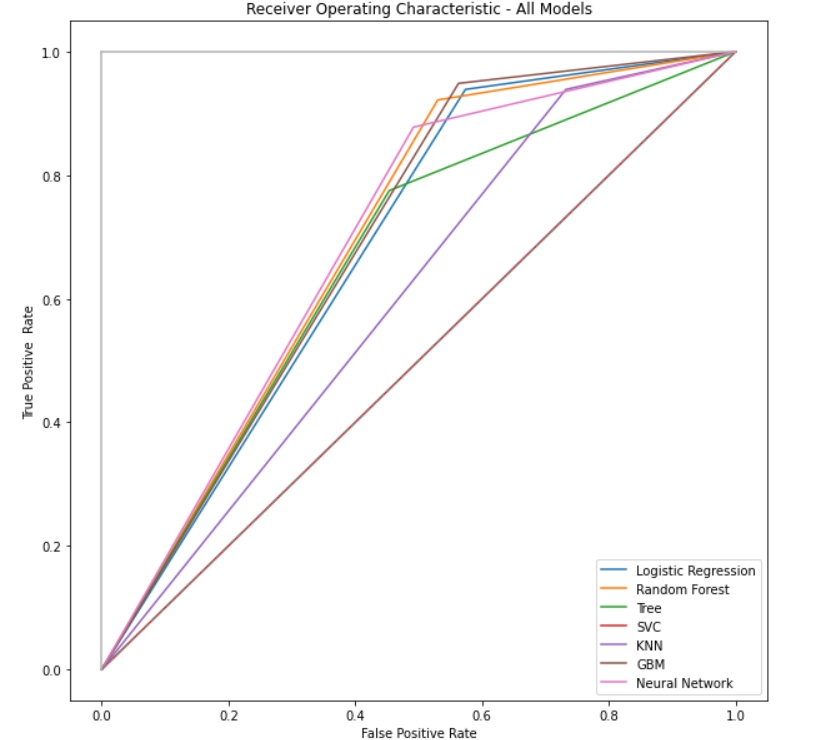 Receiver Operating Characteristic - All Models
1.0
0.8
0.6
0.4
0.2
0.0
True Positive  Rate
0.0 0.2 0.4 0.6 0.8 1.0
False Positive Rate
Logistic Regression
Random Forest
Tree
SVC
KNN
GBM
Neural Network